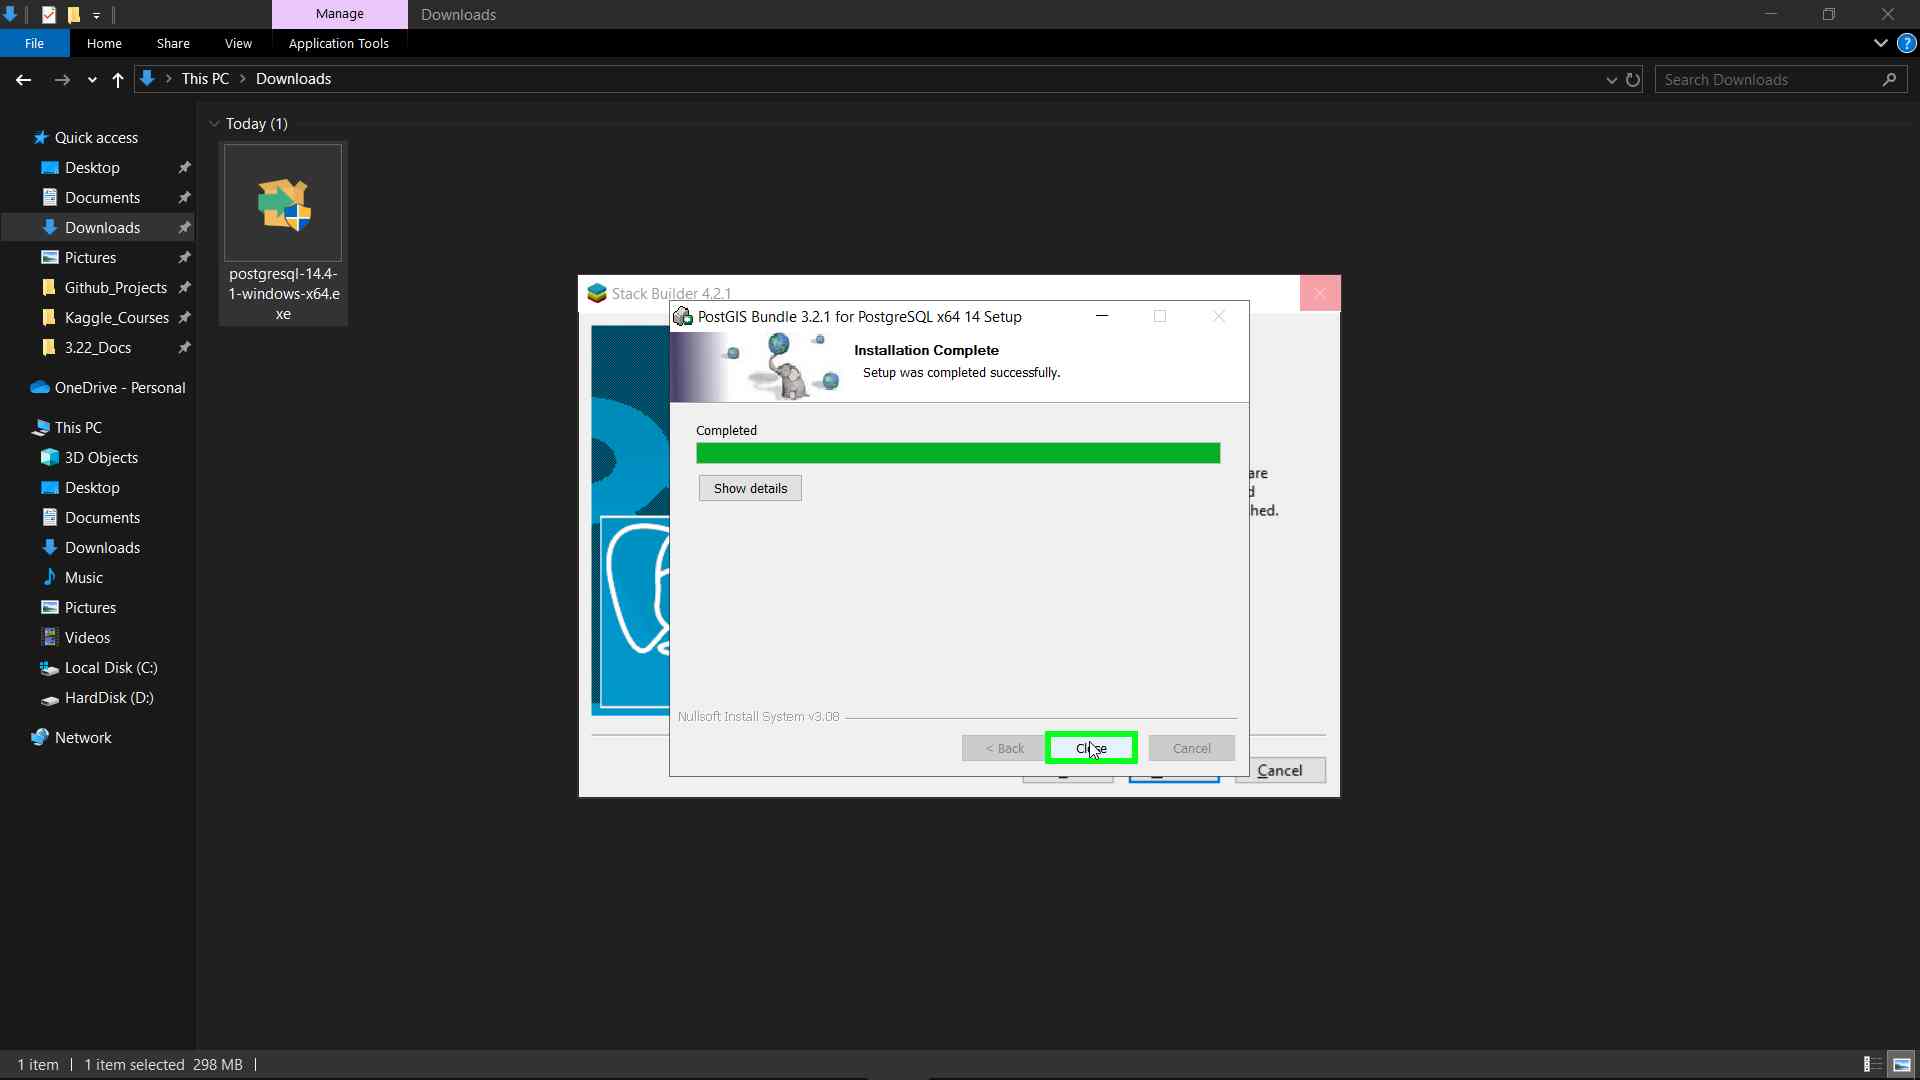 Manage
Downloads
File
Home
Share
View
Application Tools
This PC
Downloads
Search Downloads
Quick access
Desktop
Documents
Downloads
Pictures
Github_Projects
Kaggle_Courses
3.22_Docs
OneDrive - Personal
This PC
3D Objects
Desktop
Documents
Downloads
Music
Pictures
Videos
Local Disk (C:)
HardDisk (D:)
Network
Today (1)
postgresql-14.4-
1-windows-x64.e
xe
Stack Builder 4.2.1
PostGIS Bundle 3.2.1 for PostgreSQL x64 14 Setup
Installation Complete
Setup was completed successfully.
Completed
Show details
are
d
hed.
Nullsoft Install System v3.08
< Back
Close
Cancel
Cancel
1 item
1 item selected 298 MB